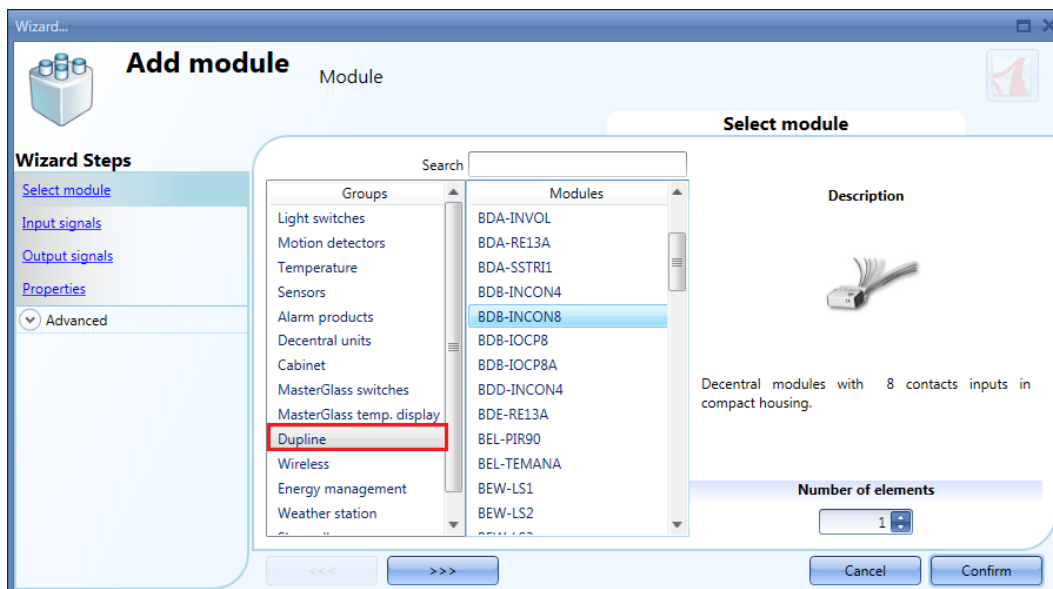 Wizard...
Add module
Module
Select module
Wizard Steps
Select module
Input signals
Output signals
Properties
Advanced
Search
Groups
Light switches
Motion detectors
Temperature
Sensors
Alarm products
Decentral units
Cabinet
MasterGlass switches
MasterGlass temp. display
Dupline
Wireless
Energy management
Weather station
Modules
BDA-INVOL
BDA-RE13A
BDA-SSTRI1
BDB-INCON4
BDB-INCON8
BDB-IOCP8
BDB-IOCP8A
BDD-INCON4
BDE-RE13A
BEL-PIR90
BEL-TEMANA
BEW-LS1
BEW-LS2
Description
Decentral modules with 8 contacts inputs in
compact housing.
Number of elements
1
<<<
>>>
Cancel
Confirm